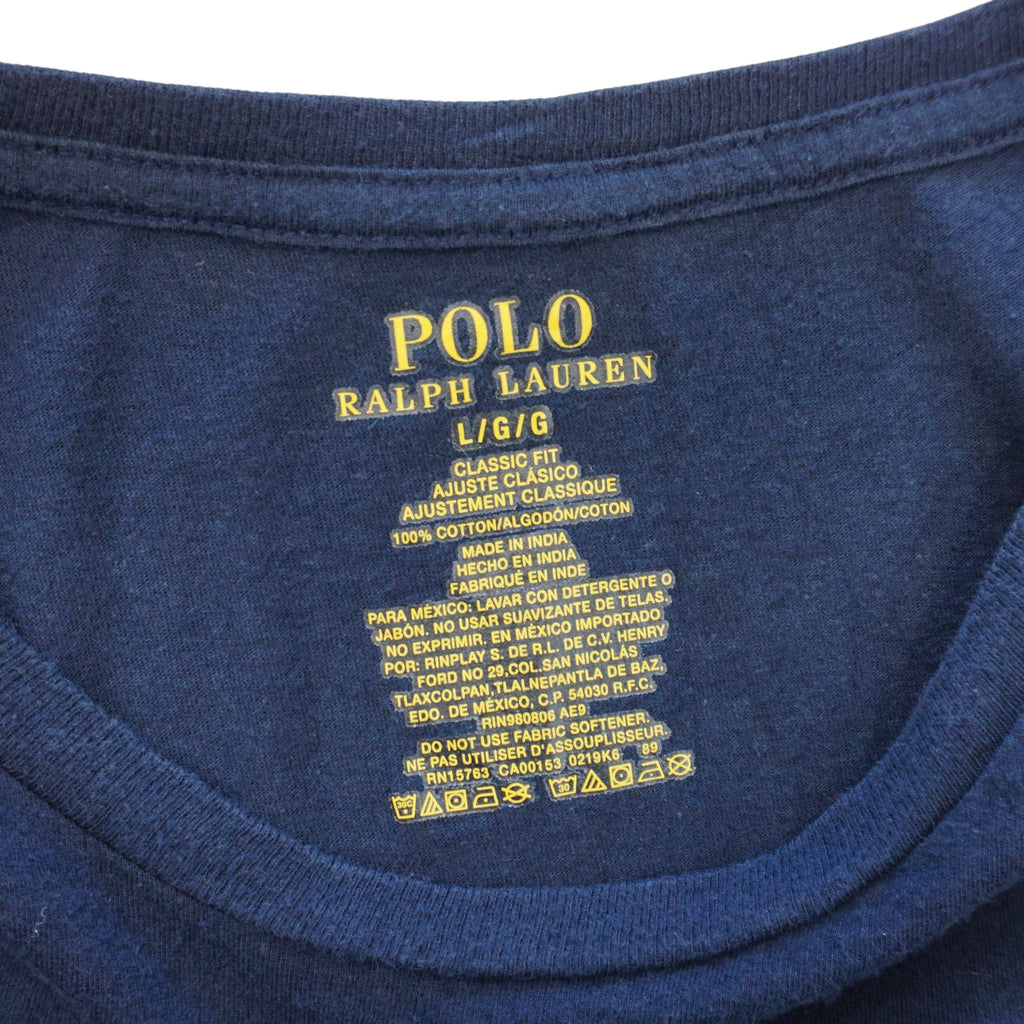 POLO
RALPH LAUREN
L/G/G
CLASSIC FIT
AJUSTE CLÁSICO
AJUSTEMENT CLASSIQUE
100% COTTON/ALGODÓN/COTON
MADE IN INDIA
HECHO EN INDIA
FABRIQUÉ EN INDE
PARA MÉXICO: LAVAR CON DETERGENTE O
JABÓN. NO USAR SUAVIZANTE DE TELAS.
NO EXPRIMIR. EN MÉXICO IMPORTADO
POR: RINPLAY S. DE R.L. DE C.V. HENRY
FORD NO 29,COL.SAN NICOLÁS
TLAXCOLPAN,TLALNEPANTLA DE BAZ,
EDO. DE MÉXICO, C.P. 54030 R.F.C.
RIN980806 AE9
DO NOT USE FABRIC SOFTENER.
NE PAS UTILISER D'ASSOUPLISSEUR.
RN15763 CA00153 0219K6 89
30C 30